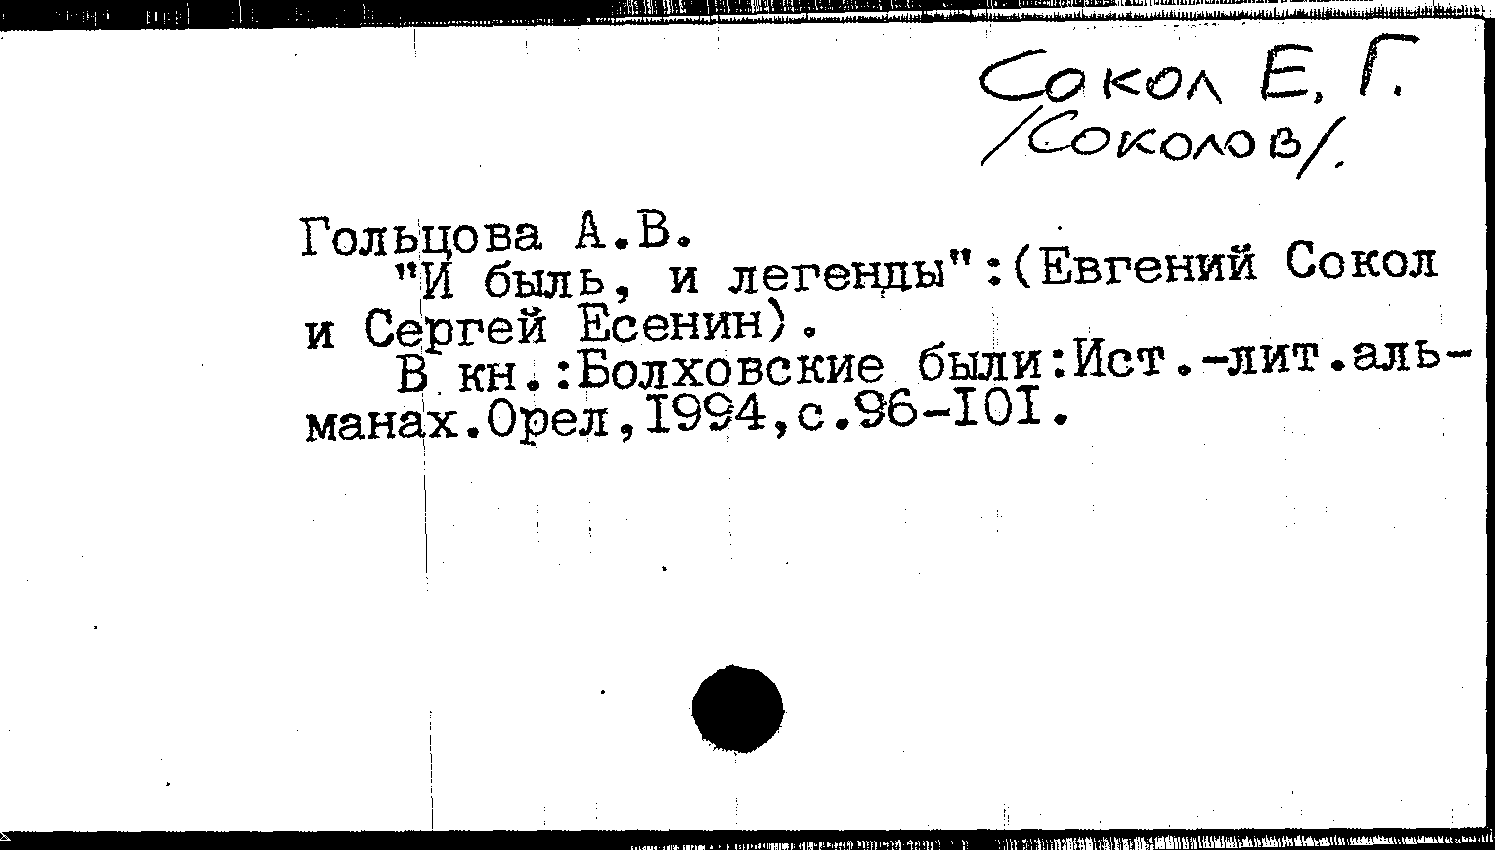 Сокол Е. Г.
/Соколов/.
Гольцова А.В.
"И быль, и легенды":(Евгений Сокол
и Сергей Есенин).
В кн.:Болховские были:Ист.-лит.аль-
манах.Орел,1994,с.96-101.